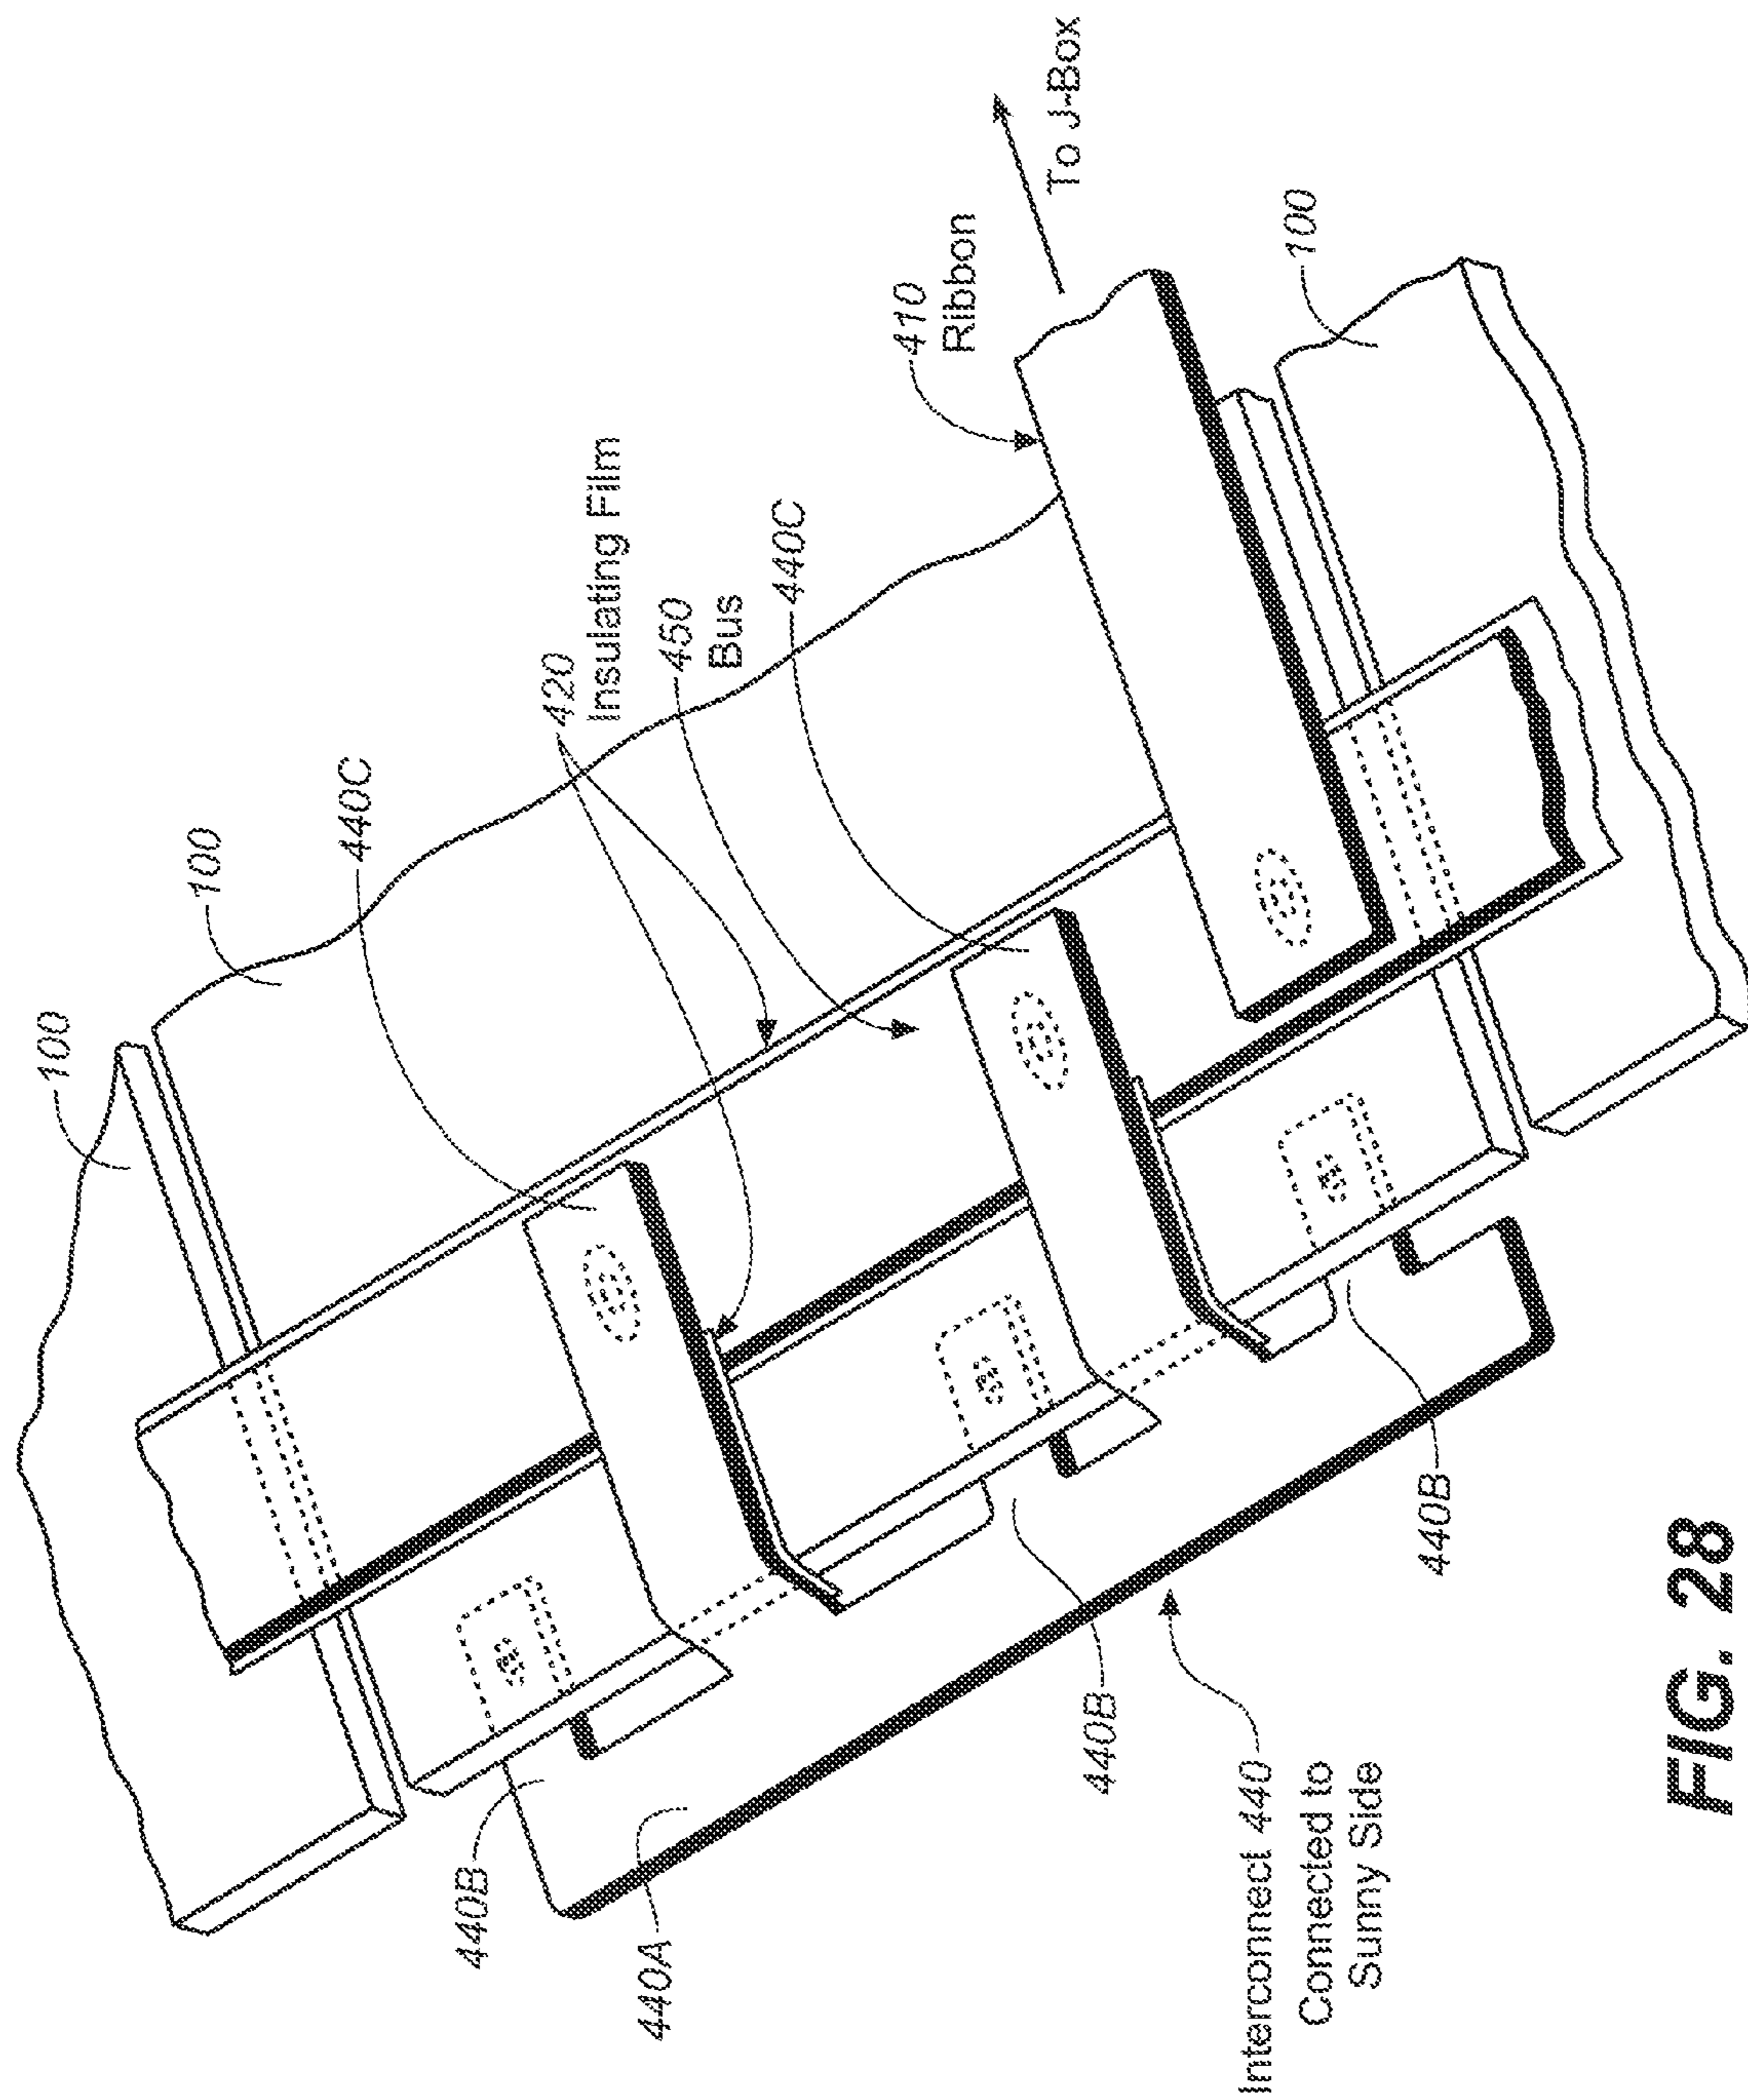 100
100
440C
420
Insulating Film
450
Bus
440C
410
Ribbon
To J-Box
100
440B
440A
Interconnect 440
Connected to
Sunny Side
440B
440B
FIG. 28